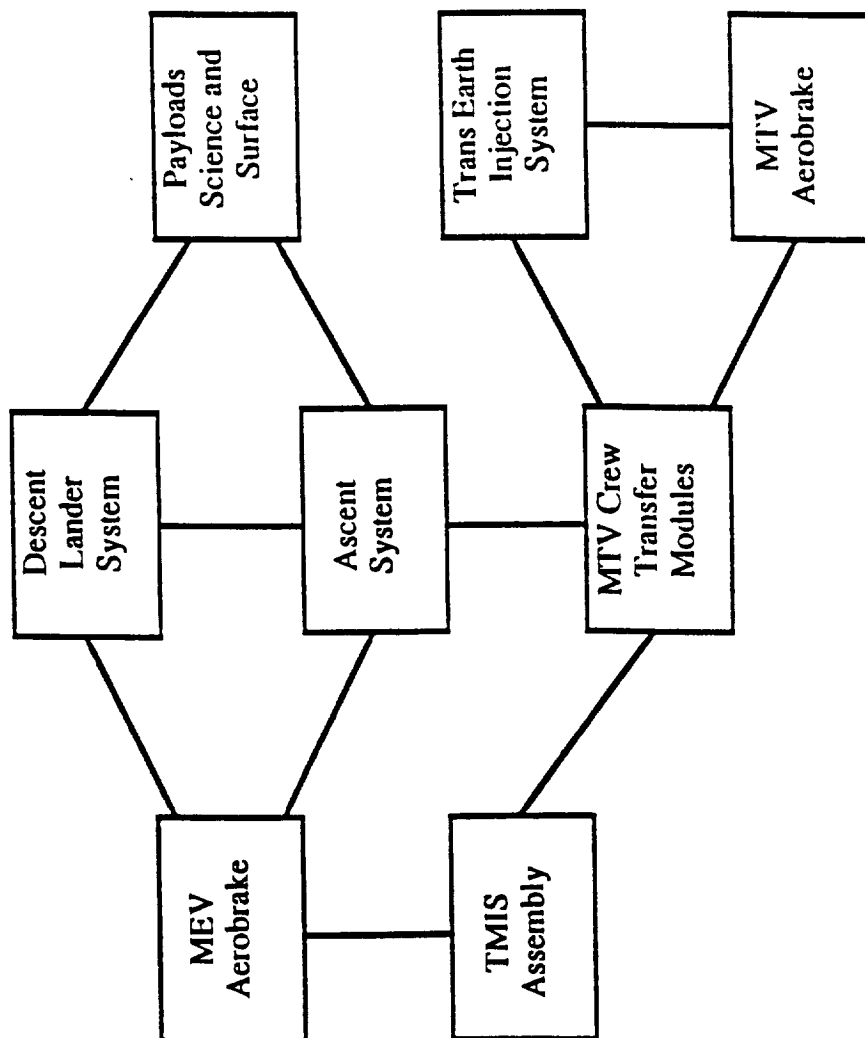 Payloads
Science and
Surface
Descent
Lander
System
MEV
Aerobrake
Trans Earth
Injection
System
Ascent
System
TMIS
Assembly
MTV Crew
Transfer
Modules
MTV
Aerobrake